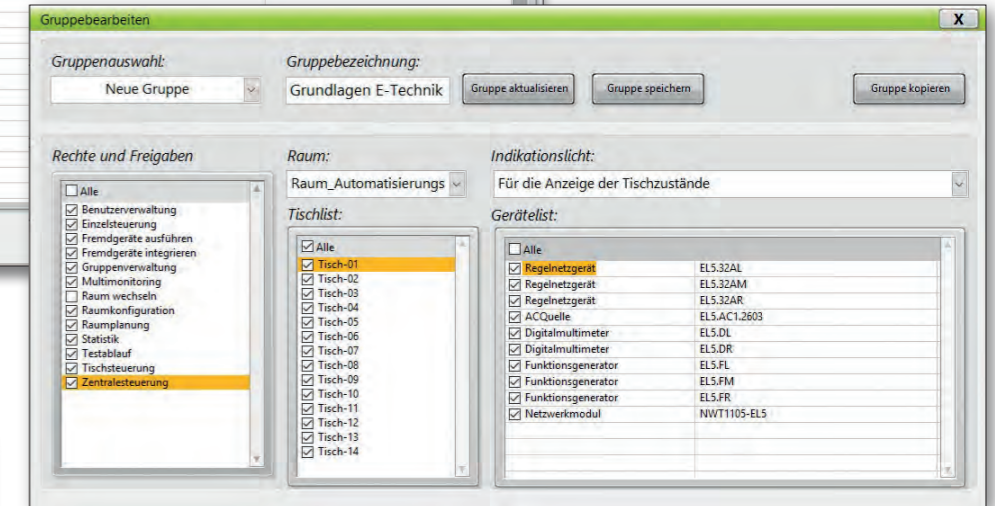 Gruppebearbeiten
X
Gruppenauswahl:
Gruppebezeichnung:
Neue Gruppe
Grundlagen E-Technik
Gruppe aktualisieren
Gruppe speichern
Gruppe kopieren
Rechte und Freigaben
Raum:
Indikationslicht:
Raum_Automatisierungs
Für die Anzeige der Tischzustände
Tischlist:
Gerätelist:
Alle
Benutzerverwaltung
Einzelsteuerung
Fremdgeräte ausführen
Fremdgeräte integrieren
Gruppenverwaltung
Multimonitoring
Raum wechseln
Raumkonfiguration
Raumplanung
Statistik
Testablauf
Tischsteuerung
Zentralesteuerung
Alle
Tisch-01
Tisch-02
Tisch-03
Tisch-04
Tisch-05
Tisch-06
Tisch-07
Tisch-08
Tisch-09
Tisch-10
Tisch-11
Tisch-12
Tisch-13
Tisch-14
Alle
Regelnetzgerät EL5.32AL
Regelnetzgerät EL5.32AM
Regelnetzgerät EL5.32AR
ACQuelle EL5.AC1.2603
Digitalmultimeter EL5.DL
Digitalmultimeter EL5.DR
Funktionsgenerator EL5.FL
Funktionsgenerator EL5.FM
Funktionsgenerator EL5.FR
Netzwerkmodul NWT1105-EL5